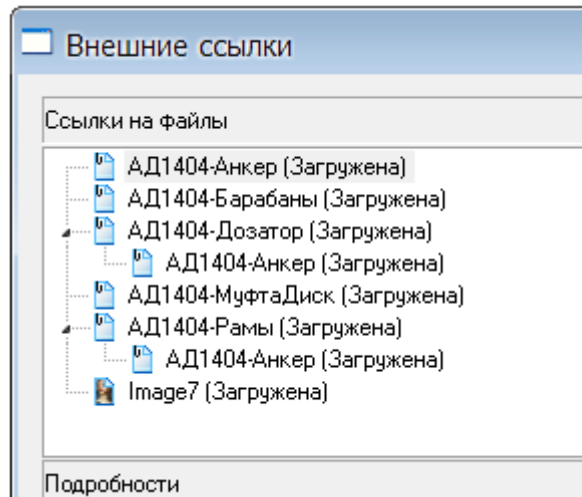 Внешние ссылки
Ссылки на файлы
АД1404-Анкер (Загружена)
АД1404-Барабаны (Загружена)
АД1404-Дозатор (Загружена)
АД1404-Анкер (Загружена)
АД1404-МуфтаДиск (Загружена)
АД1404-Рамы (Загружена)
АД1404-Анкер (Загружена)
Image7 (Загружена)
Подробности